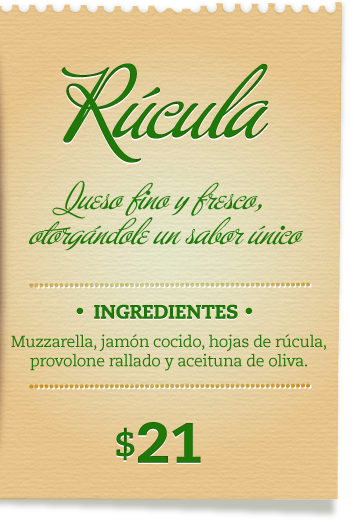 Rúcula
Queso fino y fresco,
otorgándole un sabor único
• INGREDIENTES •
Muzzarella, jamón cocido, hojas de rúcula,
provolone rallado y aceituna de oliva.
$21